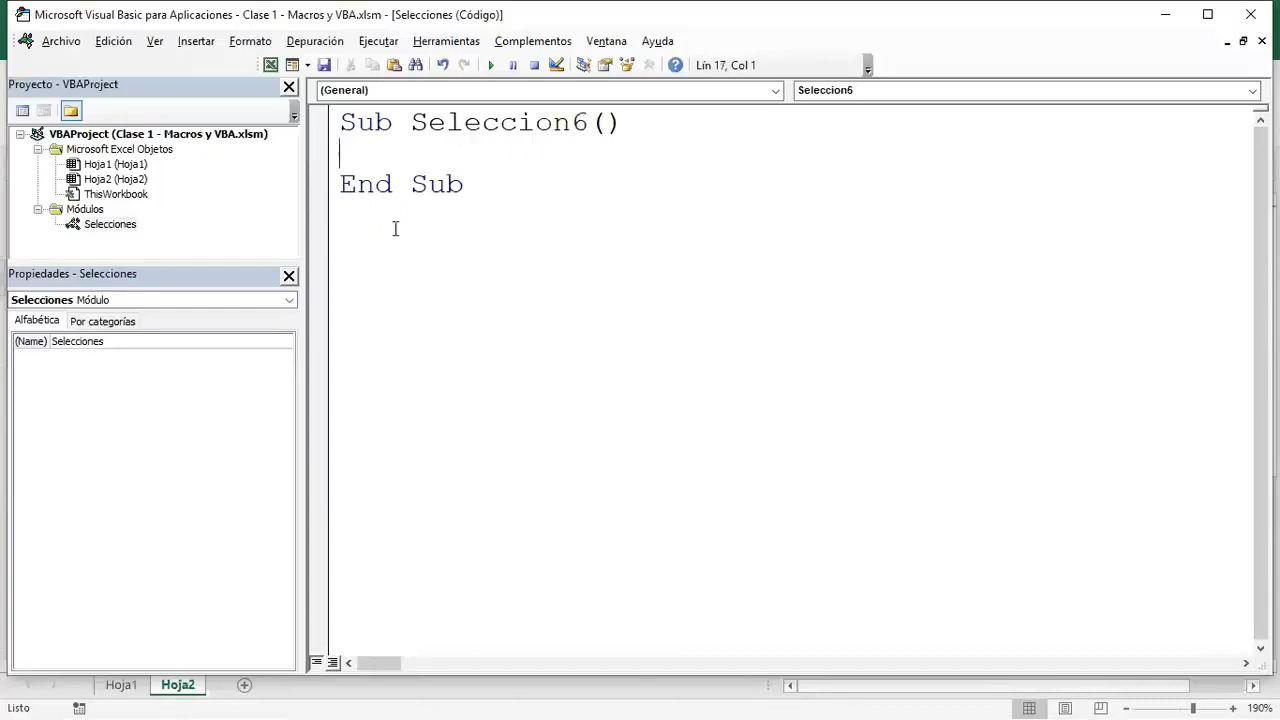 Microsoft Visual Basic para Aplicaciones - Clase 1 - Macros y VBA.xlsm - [Selecciones (Código)]
Archivo Edición Ver Insertar Formato Depuración Ejecutar Herramientas Complementos Ventana Ayuda
Lín 17, Col 1
Proyecto - VBAProject
(General) Seleccion6
VBAProject (Clase 1 - Macros y VBA.xlsm)
Microsoft Excel Objetos
Hoja1 (Hoja1)
Hoja2 (Hoja2)
ThisWorkbook
Módulos
Selecciones
Sub Seleccion6()
End Sub
Propiedades - Selecciones
Selecciones Módulo
Alfabética Por categorías
(Name) Selecciones
Hoja1 Hoja2
Listo 190%